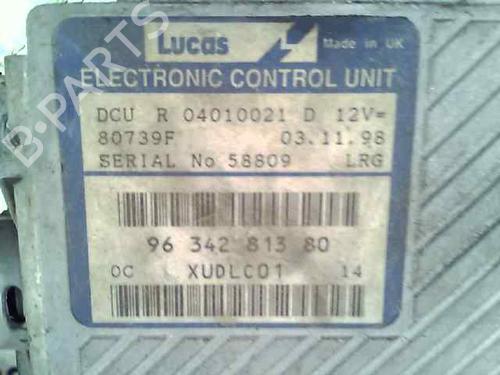 Lucas
Made in UK
ELECTRONIC CONTROL UNIT
DCU R 04010021 D 12V=
80739F 03.11.98
SERIAL No 58809 LRG
96 342 813 80
OC XUDLC01 14
B-PARTS